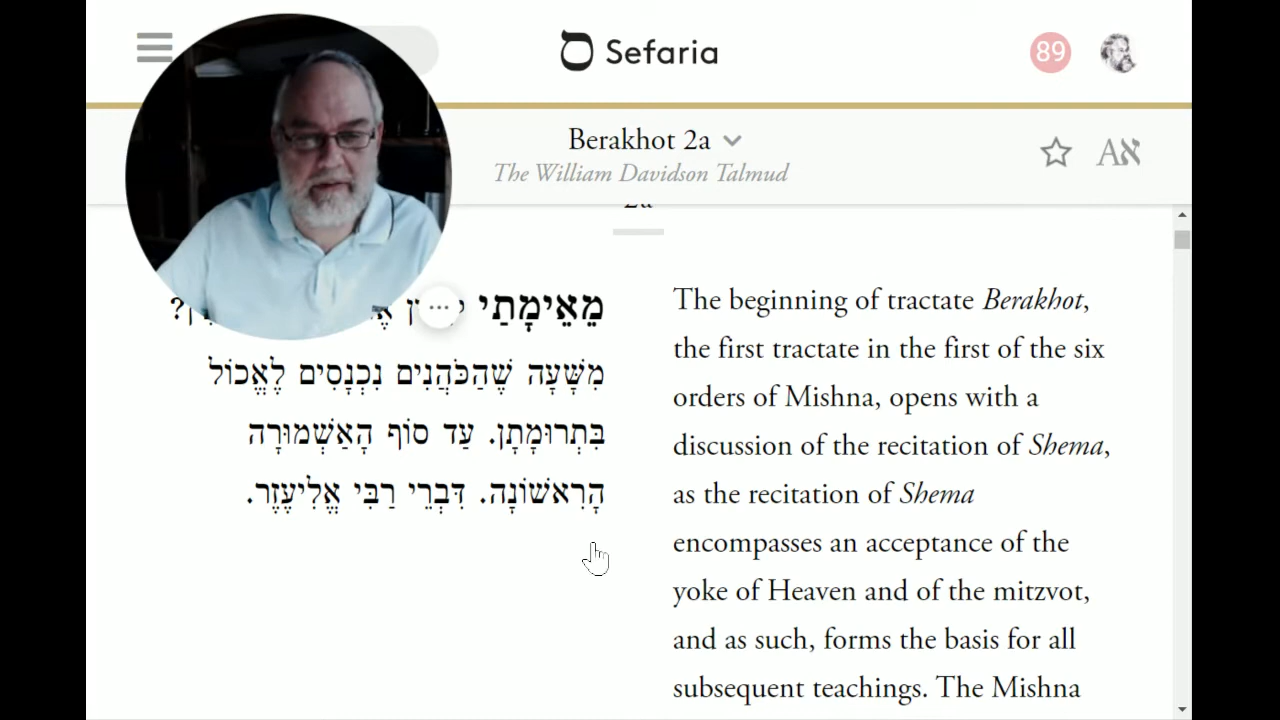 Sefaria
89
Berakhot 2a
אA
The William Davidson Talmud
מֵאֵימָתַי
?
מִשָּׁעָה שֶׁהַכֹּהֲנִים נִכְנָסִים לֶאֱכוֹל
בִּתְרוּמָתָן. עַד סוֹף הָאַשְׁמוּרָה
הָרִאשׁוֹנָה. דִּבְרֵי רַבִּי אֱלִיעֶזֶר.
The beginning of tractate Berakhot,
the first tractate in the first of the six
orders of Mishna, opens with a
discussion of the recitation of Shema,
as the recitation of Shema
encompasses an acceptance of the
yoke of Heaven and of the mitzvot,
and as such, forms the basis for all
subsequent teachings. The Mishna